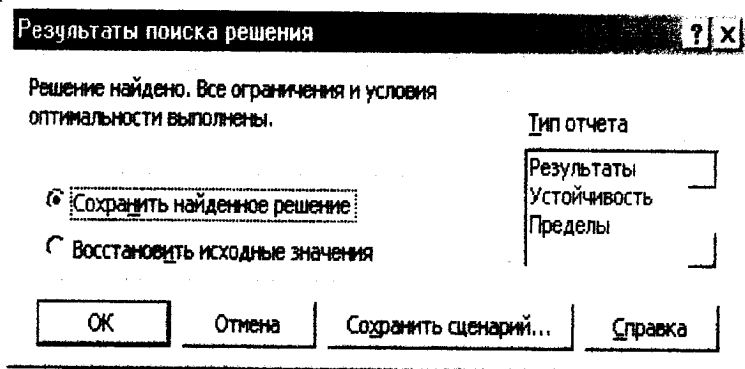 Результаты поиска решения
? x
Решение найдено. Все ограничения и условия
оптимальности выполнены.
Тип отчета
Результаты
Устойчивость
Пределы
Сохранить найденное решение
Восстановить исходные значения
ОК
Отмена
Сохранить сценарий...
Справка